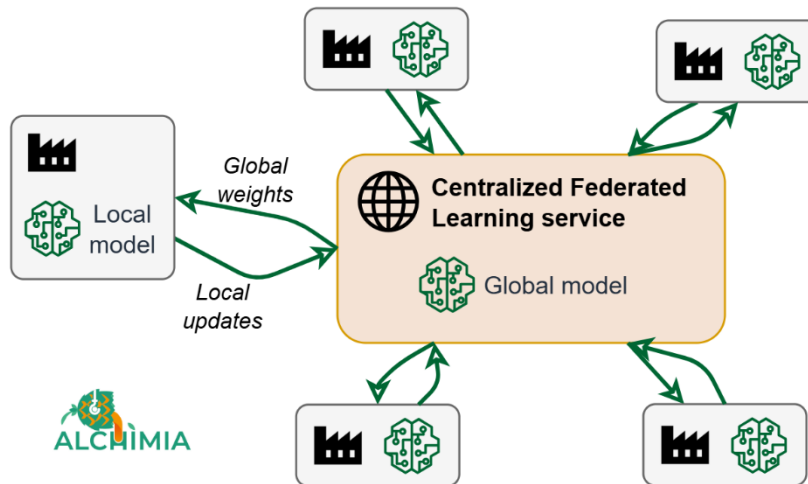 Global
weights
Centralized Federated
Learning service
Local
model
Global model
Local
updates
ALCHIMIA